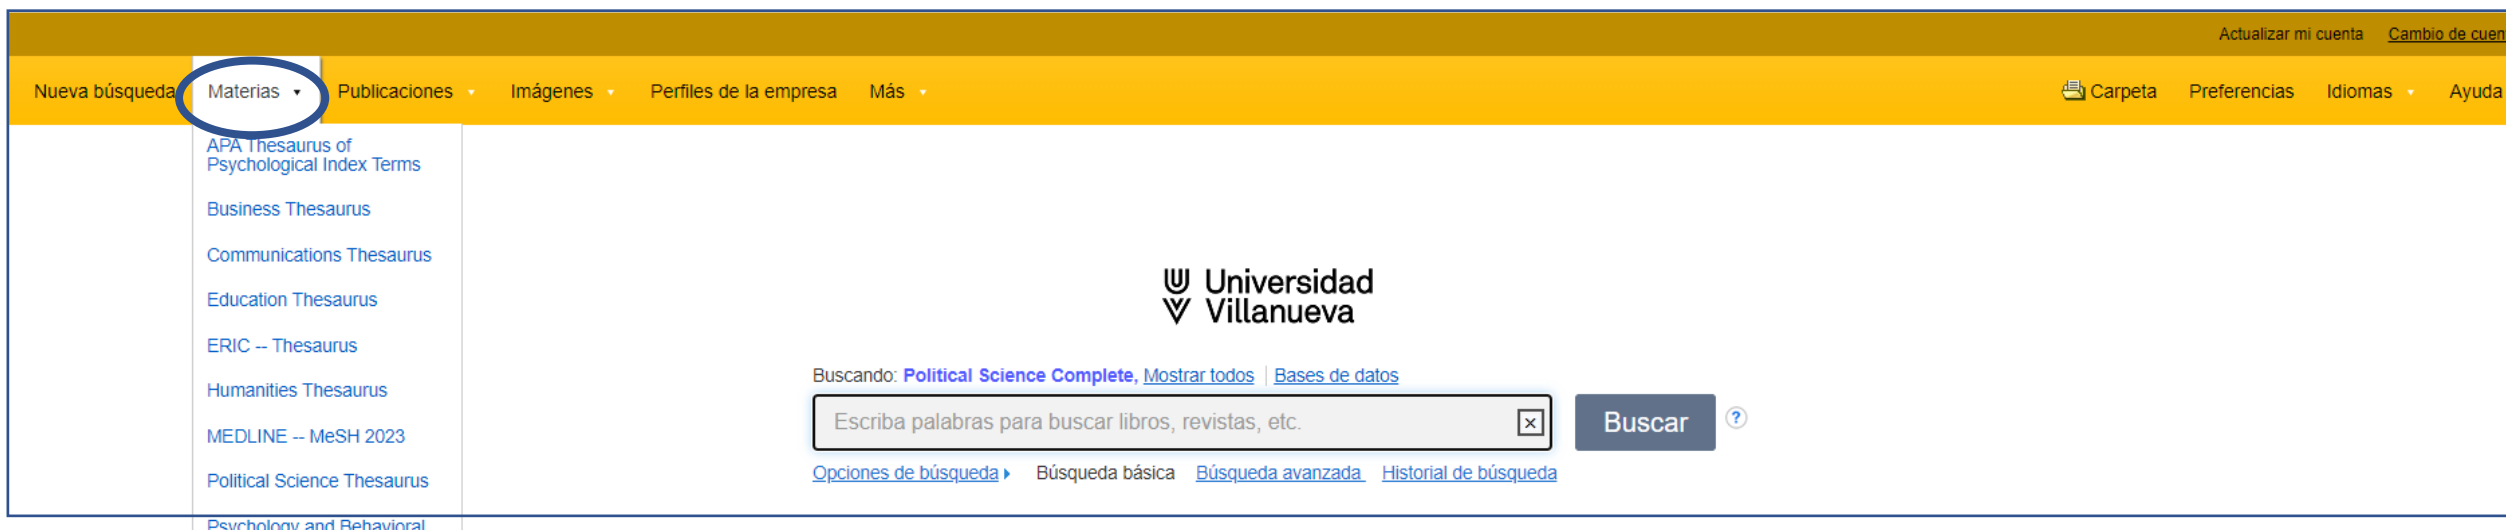 Actualizar mi cuenta Cambio de
Nueva búsqueda Materias Publicaciones Imágenes Perfiles de la empresa Más Carpeta Preferencias Idiomas Ayuda
APA Thesaurus of
Psychological Index Terms
Business Thesaurus
Communications Thesaurus
Education Thesaurus
ERIC -- Thesaurus
Humanities Thesaurus
MEDLINE -- MeSH 2023
Political Science Thesaurus
Psychology and Behavioral
Universidad
Villanueva
Buscando: Political Science Complete, Mostrar todos Bases de datos
Escriba palabras para buscar libros, revistas, etc. Buscar ?
Opciones de búsqueda Búsqueda básica Búsqueda avanzada Historial de búsqueda